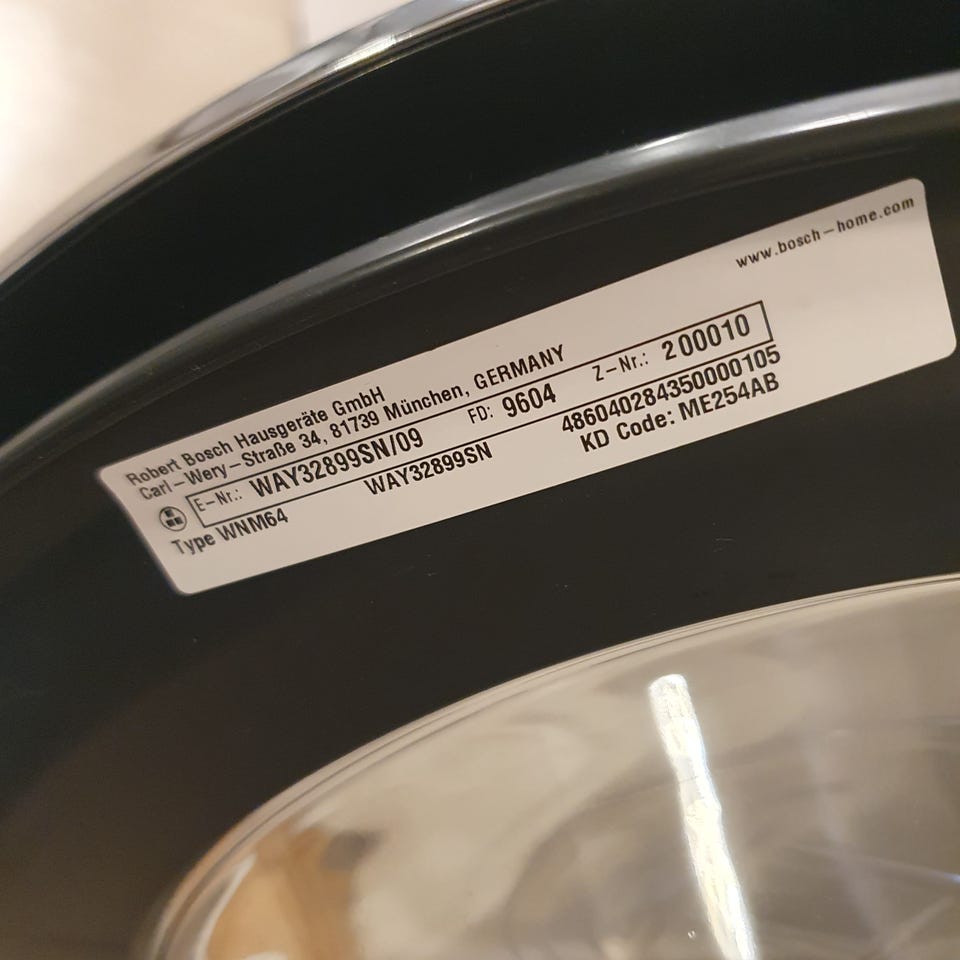 www.bosch-home.com
Robert Bosch Hausgeräte GmbH
Carl-Wery-Straße 34, 81739 München, GERMANY
E-Nr.: WAY32899SN/09 FD: 9604 Z-Nr.: 200010
Type WNM64 WAY32899SN 486040284350000105
KD Code: ME254AB